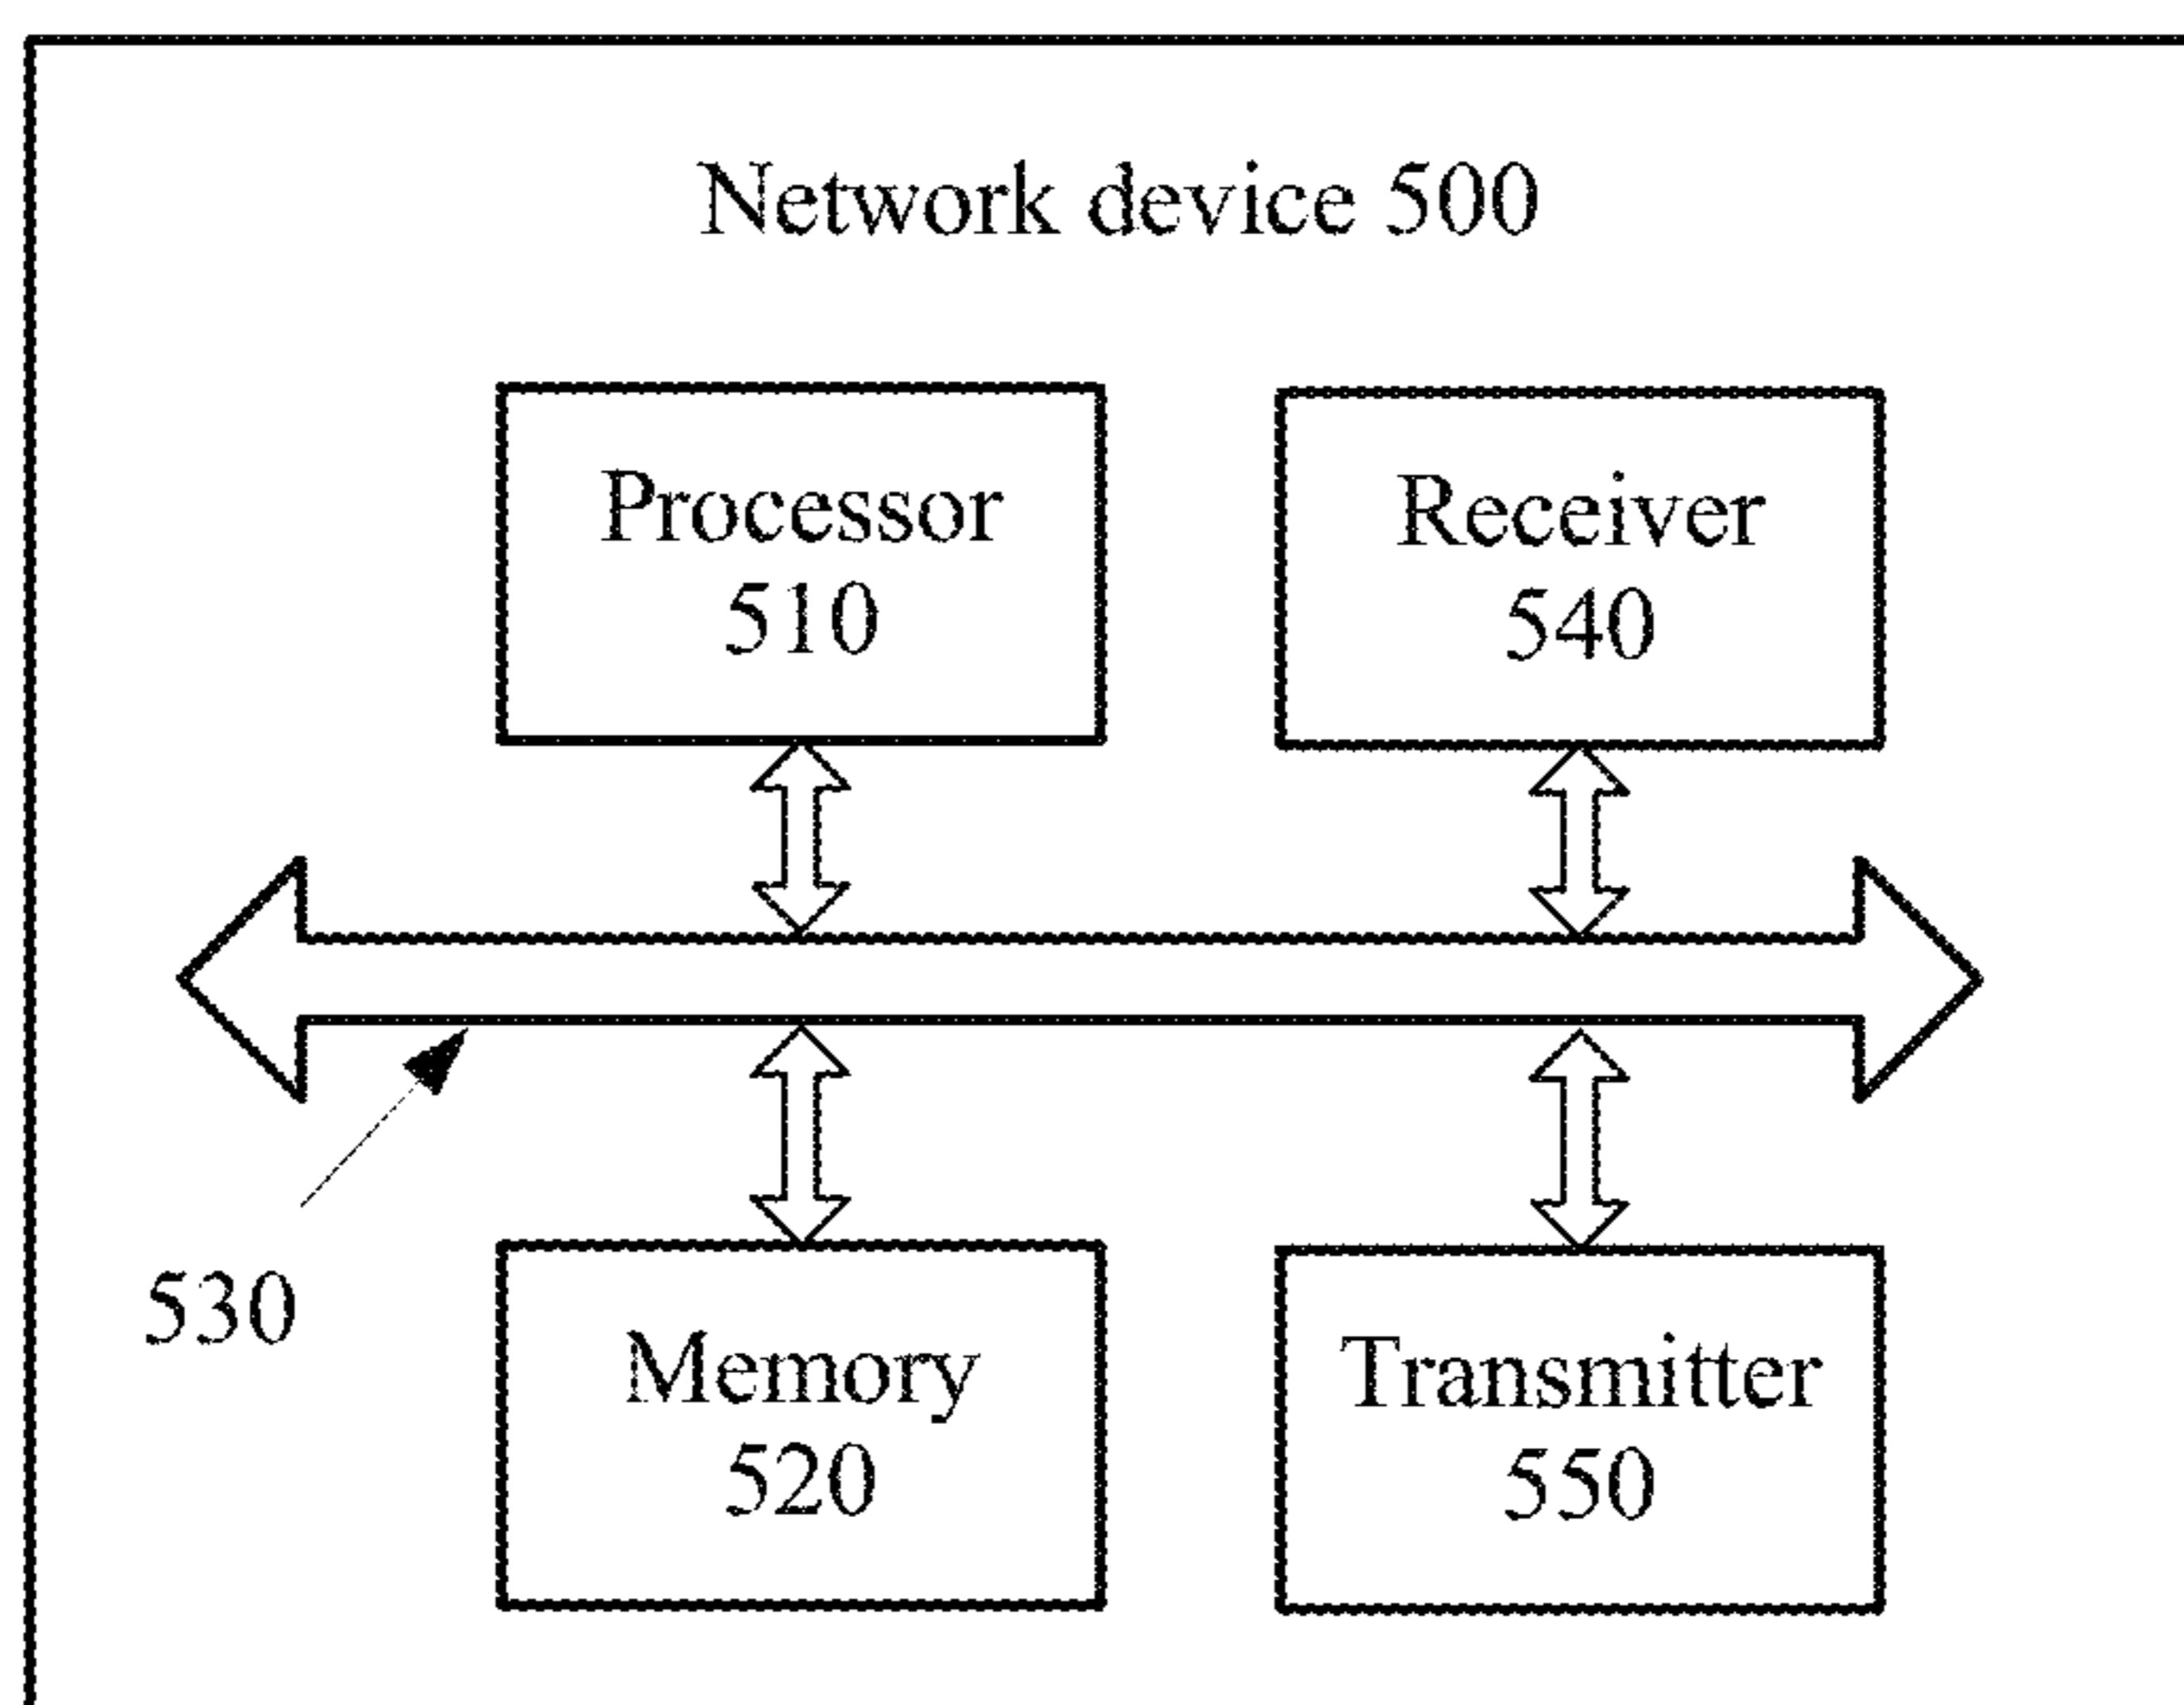 Network device 500
Processor
510
Receiver
540
530
Memory
520
Transmitter
550